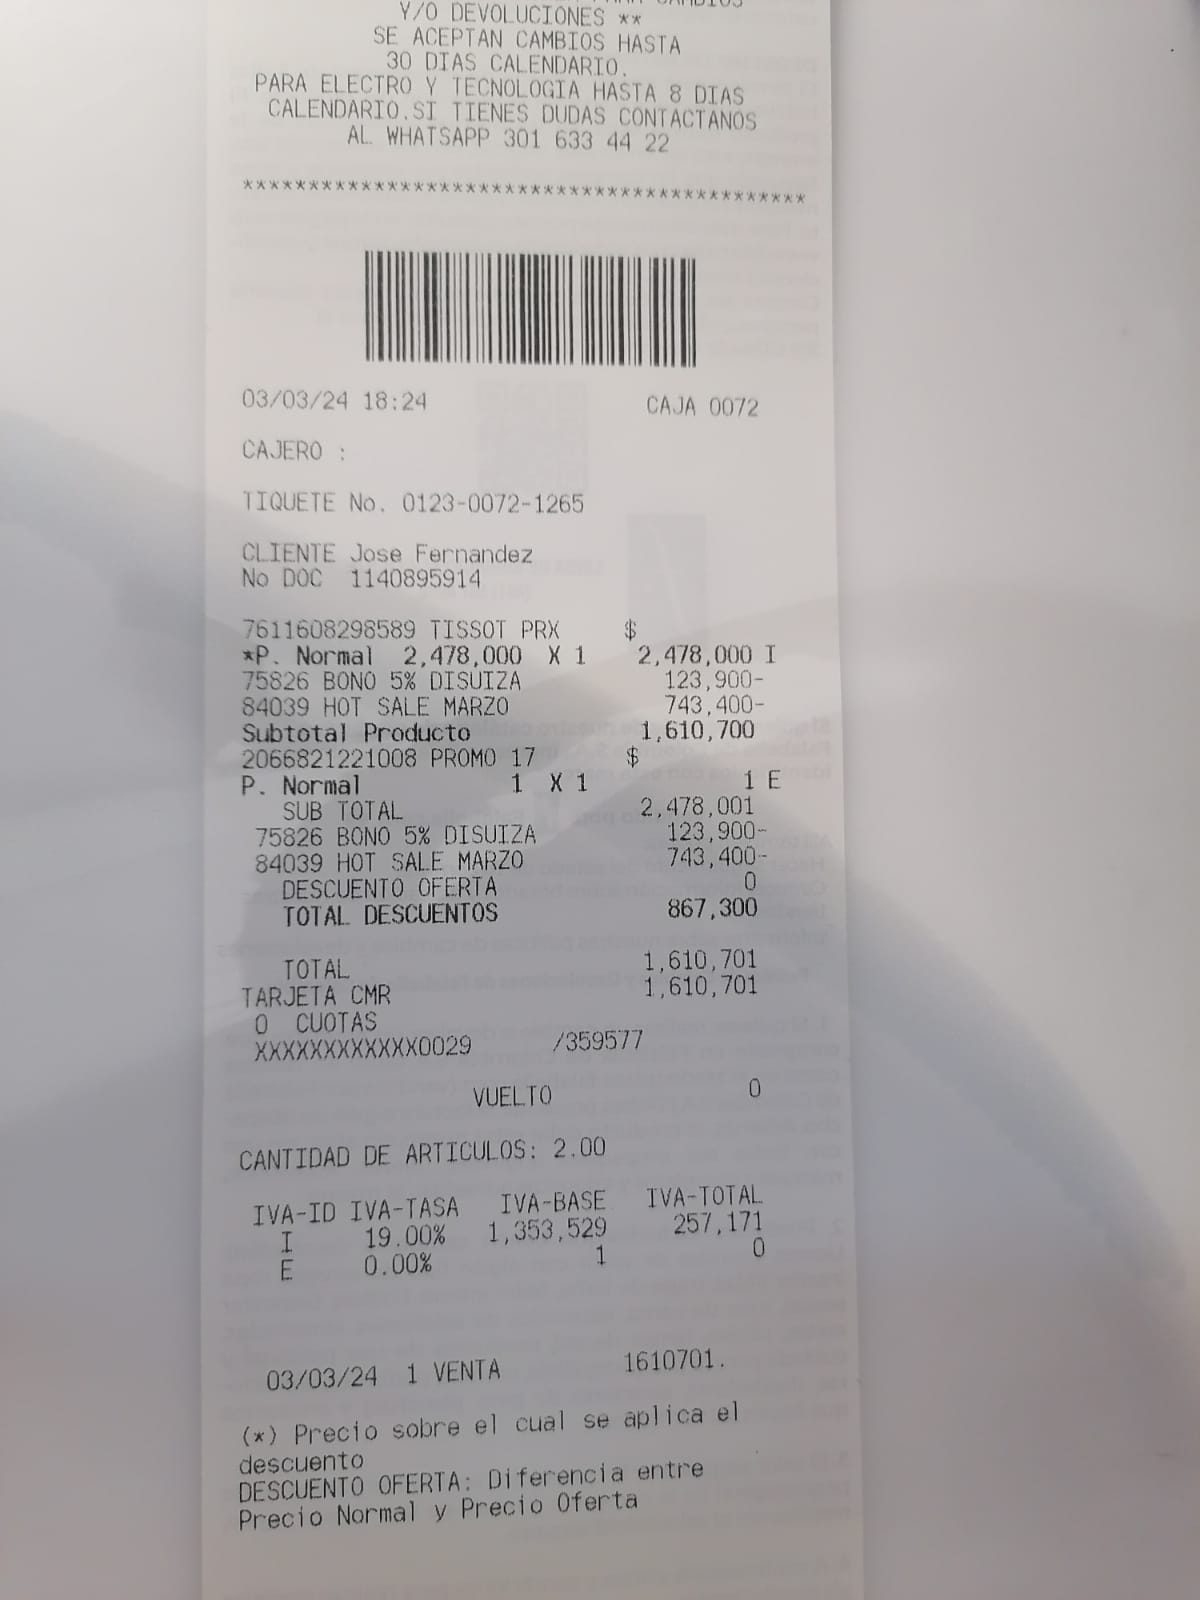 Y/O DEVOLUCIONES **
SE ACEPTAN CAMBIOS HASTA
30 DIAS CALENDARIO.
PARA ELECTRO Y TECNOLOGIA HASTA 8 DIAS
CALENDARIO.SI TIENES DUDAS CONTACTANOS
AL WHATSAPP 301 633 44 22
*******************************************
03/03/24 18:24 CAJA 0072
CAJERO :
TIQUETE No. 0123-0072-1265
CLIENTE Jose Fernandez
No DOC 1140895914
7611608298589 TISSOT PRX $
*P. Normal 2,478,000 X 1 2,478,000 I
75826 BONO 5% DISUIZA 123,900-
84039 HOT SALE MARZO 743,400-
Subtotal Producto 1,610,700
2066821221008 PROMO 17 $
P. Normal 1 X 1 1 E
SUB TOTAL 2,478,001
75826 BONO 5% DISUIZA 123,900-
84039 HOT SALE MARZO 743,400-
DESCUENTO OFERTA 0
TOTAL DESCUENTOS 867,300
TOTAL 1,610,701
TARJETA CMR 1,610,701
0 CUOTAS
XXXXXXXXXXXX0029 /359577
VUELTO 0
CANTIDAD DE ARTICULOS: 2.00
IVA-ID IVA-TASA IVA-BASE IVA-TOTAL
I 19.00% 1,353,529 257,171
E 0.00% 1 0
03/03/24 1 VENTA 1610701.
(*) Precio sobre el cual se aplica el
descuento
DESCUENTO OFERTA: Diferencia entre
Precio Normal y Precio Oferta